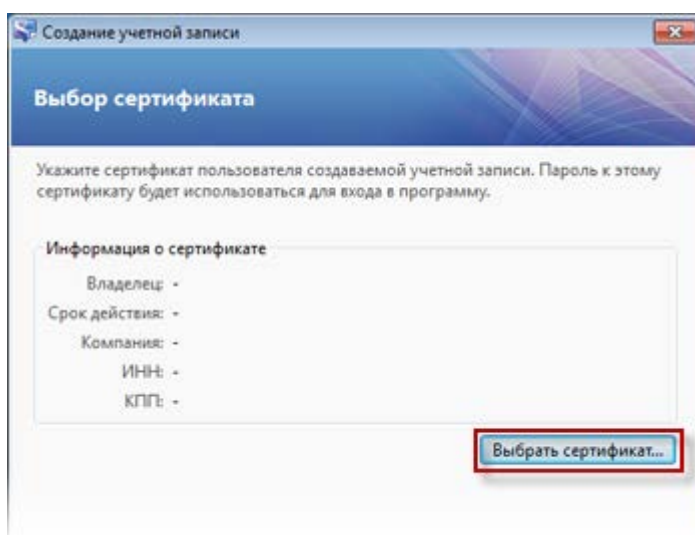 Создание учетной записи
Выбор сертификата
Укажите сертификат пользователя создаваемой учетной записи. Пароль к этому
сертификату будет использоваться для входа в программу.
Информация о сертификате
Владелец: -
Срок действия: -
Компания: -
ИНН: -
КПП: -
Выбрать сертификат...